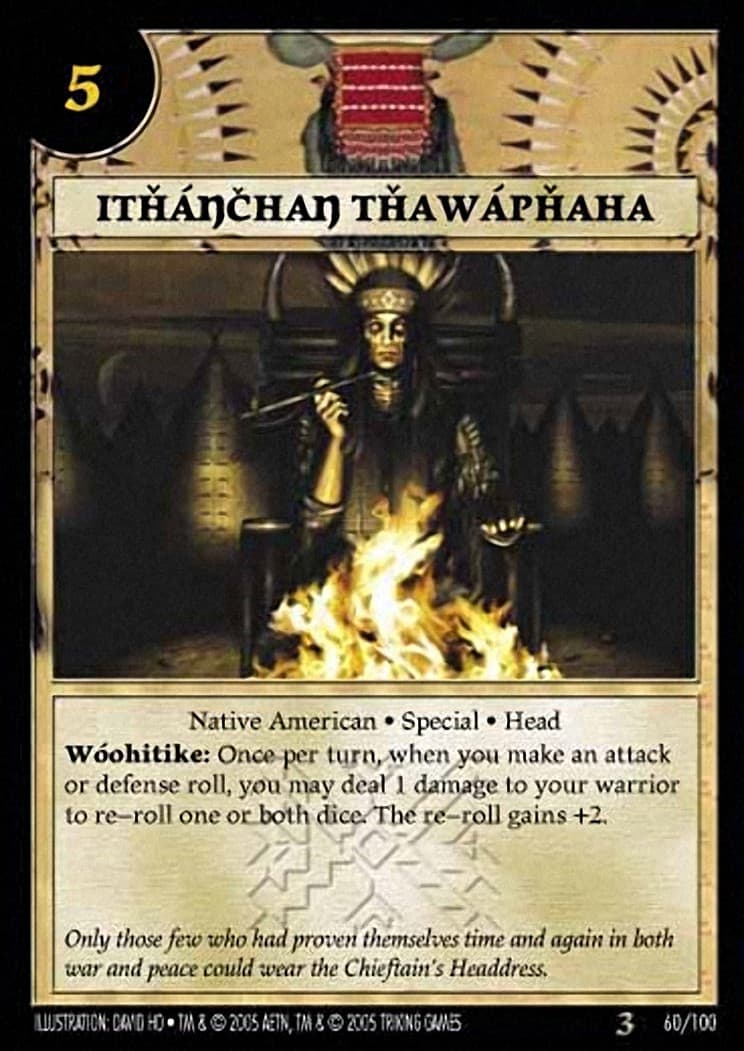 5
ITȞÁŊČHAŊ TȞAWÁPȞAHA
Native American • Special • Head
Wóohitike: Once per turn, when you make an attack
or defense roll, you may deal 1 damage to your warrior
to re-roll one or both dice. The re-roll gains +2.
Only those few who had proven themselves time and again in both
war and peace could wear the Chieftain's Headdress.
ILLUSTRATION: DAVID HO • TM & © 2005 AETN, TM & © 2005 TRIKING GAMES
3 60/100